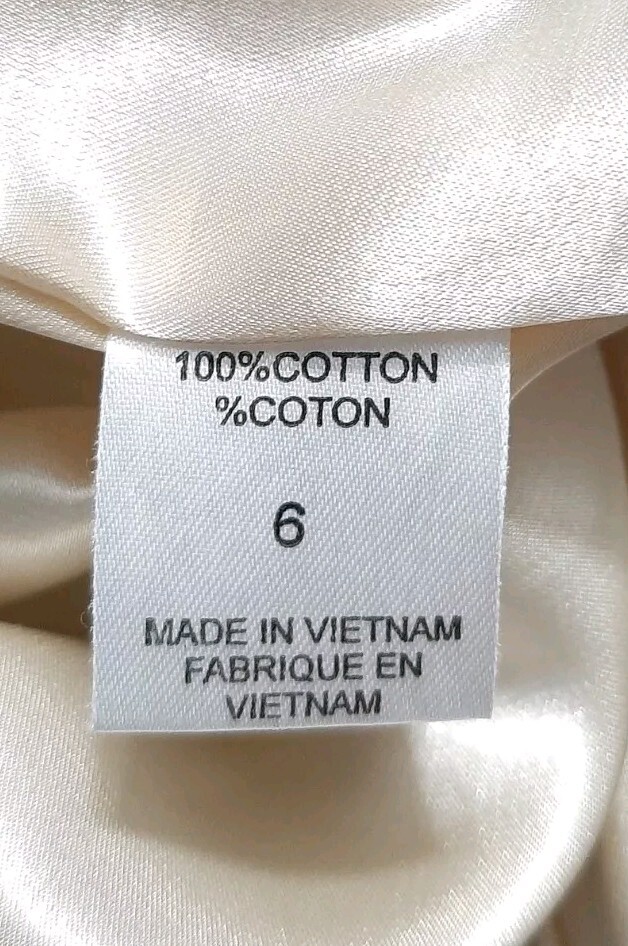 100%COTTON
%COTON
6
MADE IN VIETNAM
FABRIQUE EN
VIETNAM